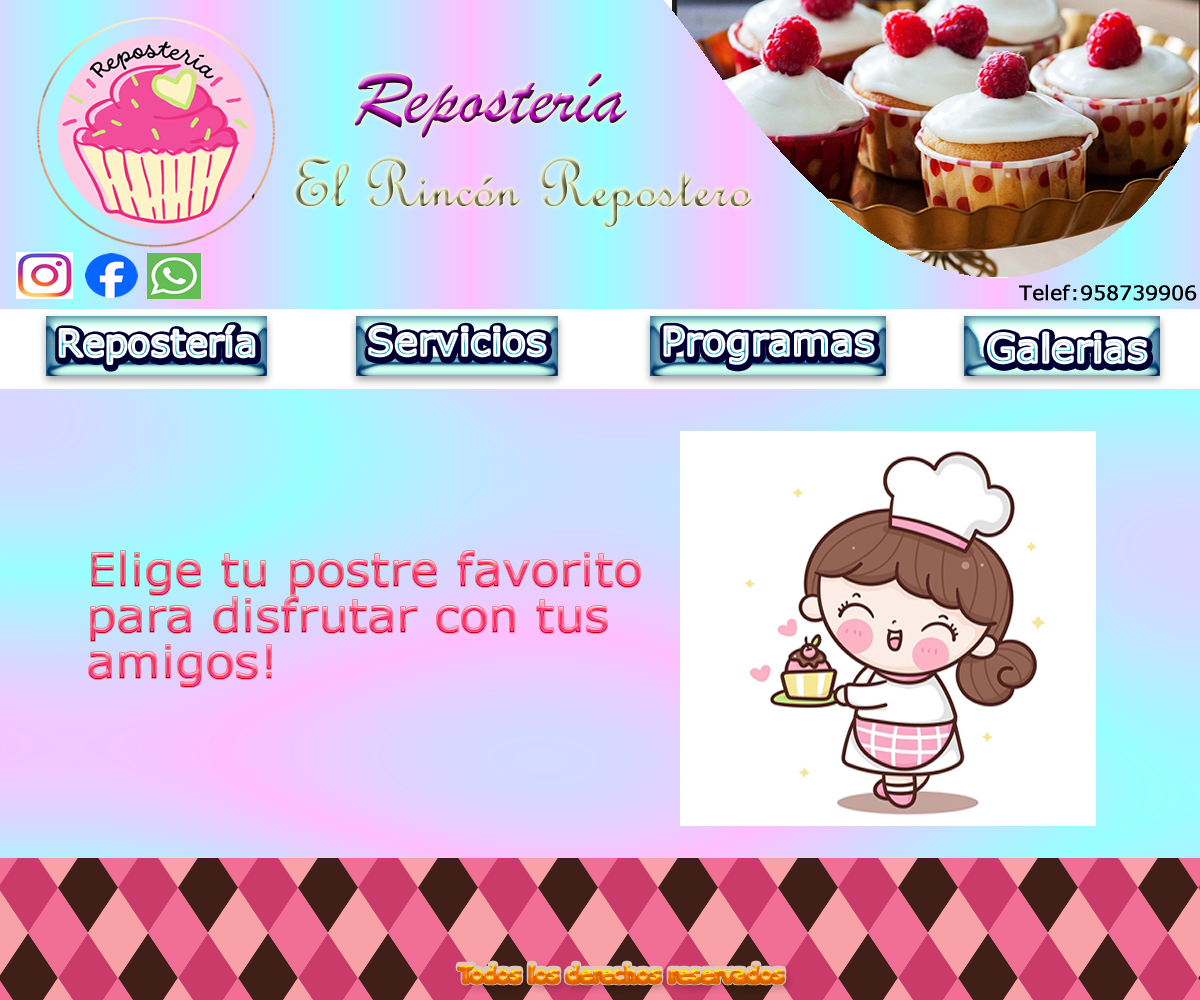 Repostería
Repostería
El Rincón Repostero
Telef:958739906
Repostería
Servicios
Programas
Galerias
Elige tu postre favorito
para disfrutar con tus
amigos!
Todos los derechos reservados